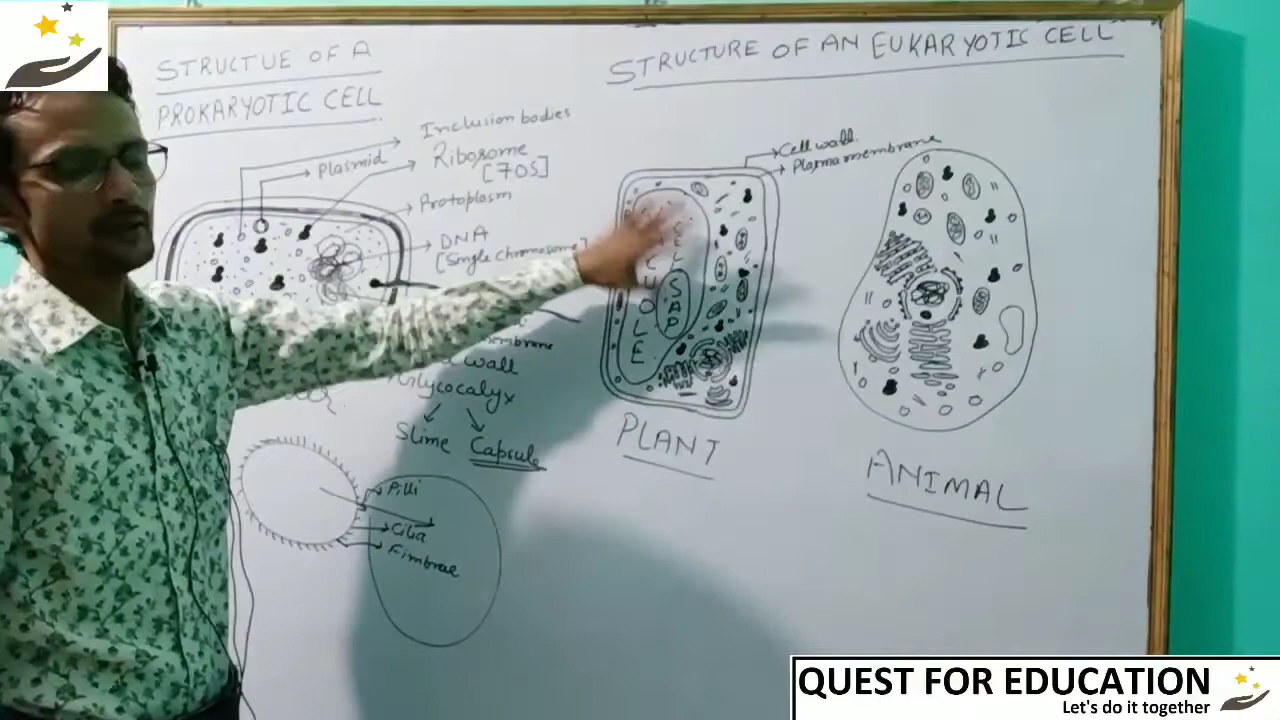 STRUCTUE OF A
PROKARYOTIC CELL
Inclusion bodies
Plasmid
Ribosome
[70S]
Protoplasm
DNA
[Single chromosome]
wall
Glycocalyx
Slime Capsule
Pilli
Cilia
Fimbrae
STRUCTURE OF AN EUKARYOTIC CELL
Cell wall
Plasma membrane
CELL
SAP
PLANT
ANIMAL
QUEST FOR EDUCATION
Let's do it together